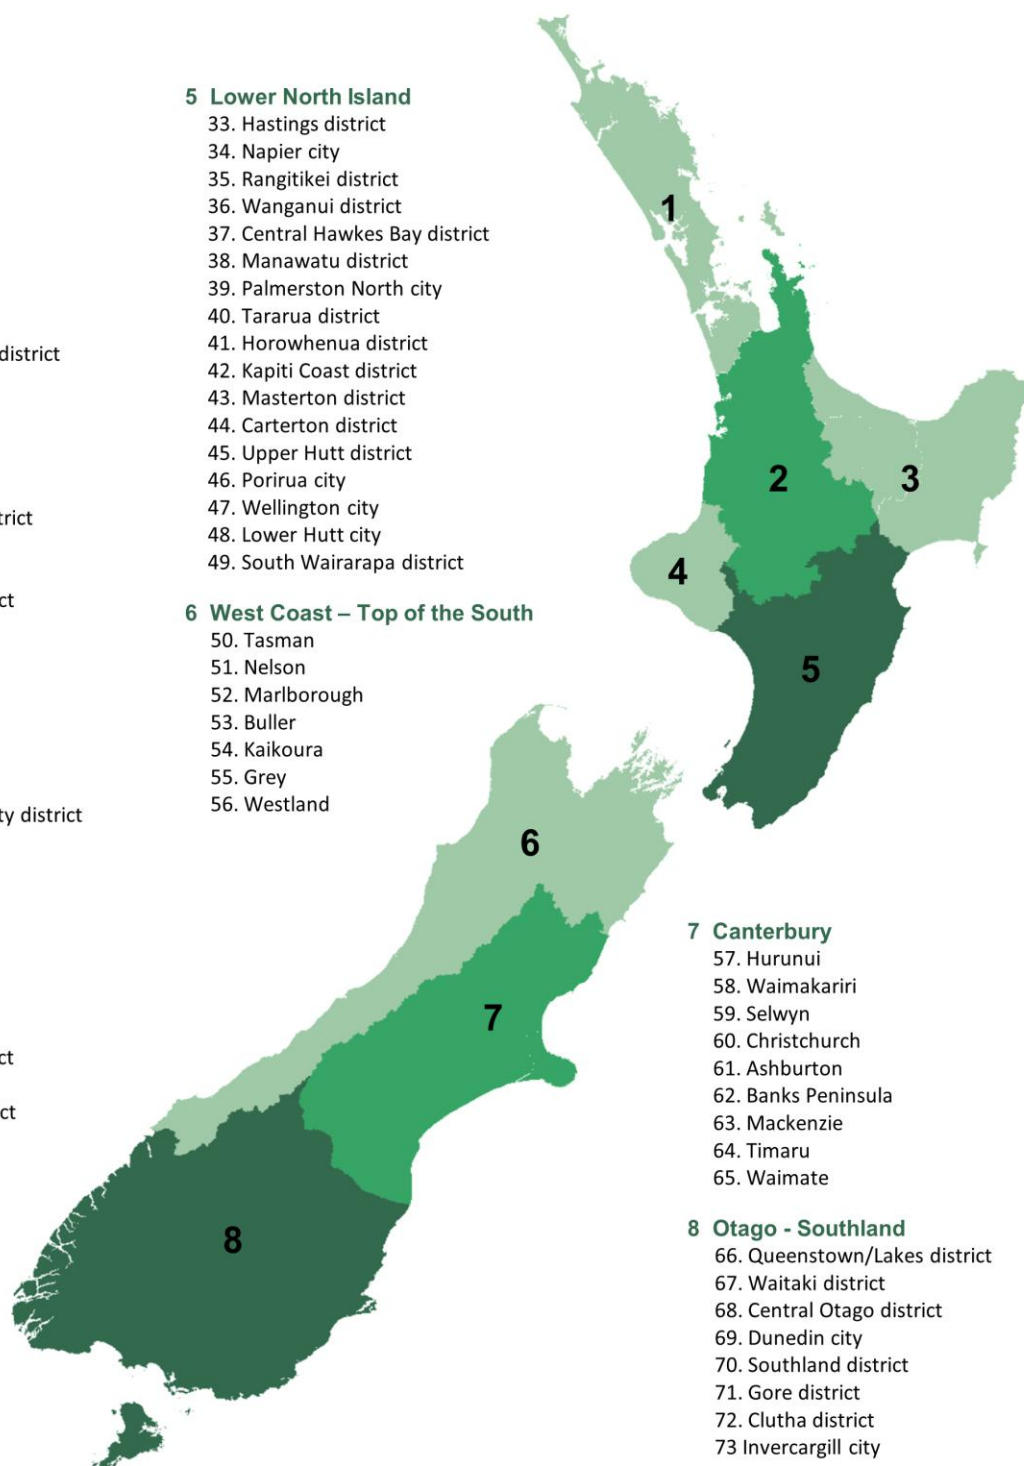 district
trict
ct
ty district
ct
ct
5 Lower North Island
33. Hastings district
34. Napier city
35. Rangitikei district
36. Wanganui district
37. Central Hawkes Bay district
38. Manawatu district
39. Palmerston North city
40. Tararua district
41. Horowhenua district
42. Kapiti Coast district
43. Masterton district
44. Carterton district
45. Upper Hutt district
46. Porirua city
47. Wellington city
48. Lower Hutt city
49. South Wairarapa district
6 West Coast – Top of the South
50. Tasman
51. Nelson
52. Marlborough
53. Buller
54. Kaikoura
55. Grey
56. Westland
1
2
3
4
5
6
7
8
7 Canterbury
57. Hurunui
58. Waimakariri
59. Selwyn
60. Christchurch
61. Ashburton
62. Banks Peninsula
63. Mackenzie
64. Timaru
65. Waimate
8 Otago - Southland
66. Queenstown/Lakes district
67. Waitaki district
68. Central Otago district
69. Dunedin city
70. Southland district
71. Gore district
72. Clutha district
73 Invercargill city